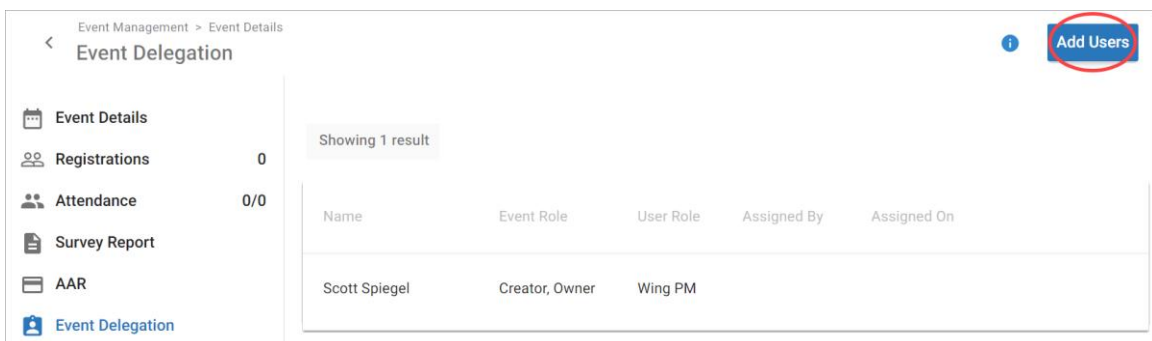 Event Management > Event Details
Event Delegation
Add Users
Event Details
Registrations 0
Attendance 0/0
Survey Report
AAR
Event Delegation
Showing 1 result
Name Event Role User Role Assigned By Assigned On
Scott Spiegel Creator, Owner Wing PM